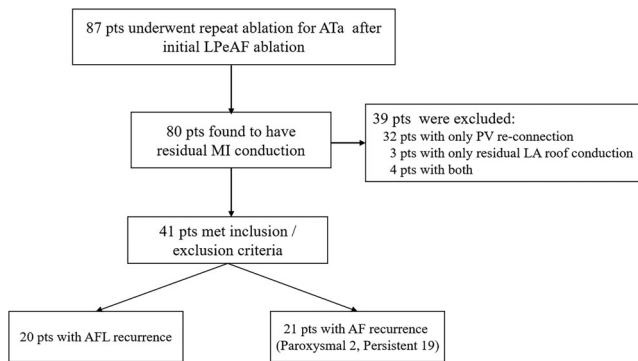 87 pts underwent repeat ablation for ATa after
initial LPeAF ablation
80 pts found to have
residual MI conduction
39 pts were excluded:
32 pts with only PV re-connection
3 pts with only residual LA roof conduction
4 pts with both
41 pts met inclusion /
exclusion criteria
20 pts with AFL recurrence
21 pts with AF recurrence
(Paroxysmal 2, Persistent 19)